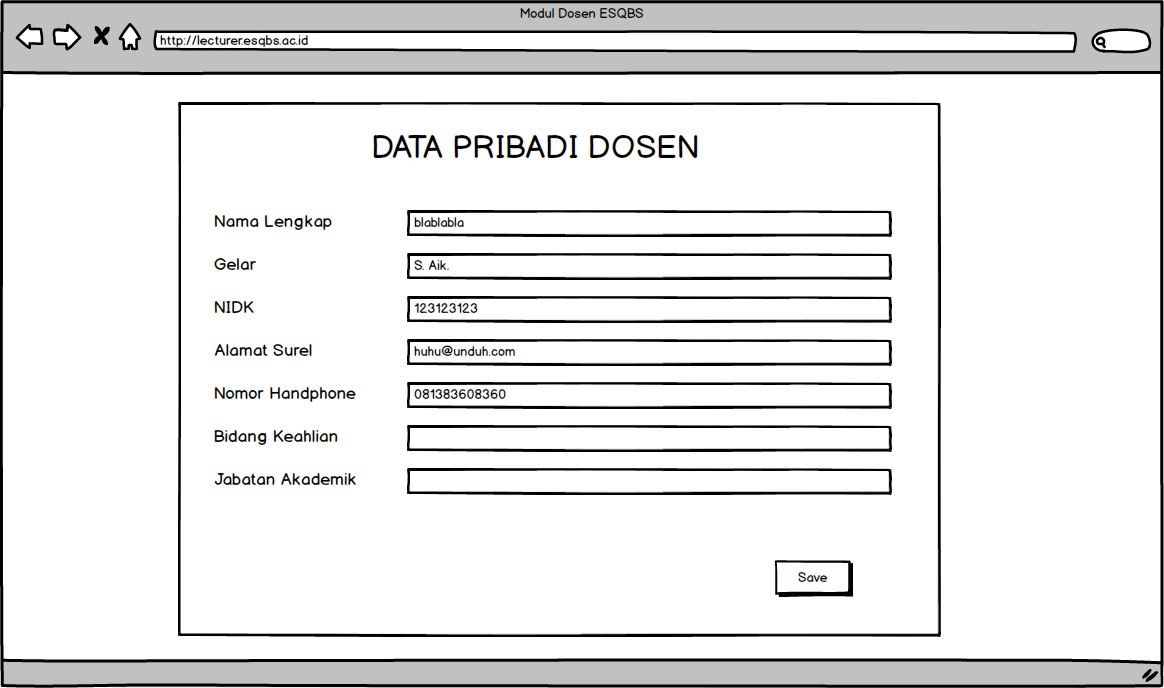 Modul Dosen ESQBS
http://lecturer.esqbs.ac.id
DATA PRIBADI DOSEN
Nama Lengkap blablabla
Gelar S. Aik.
NIDK 123123123
Alamat Surel huhu@unduh.com
Nomor Handphone 081383608360
Bidang Keahlian
Jabatan Akademik
Save